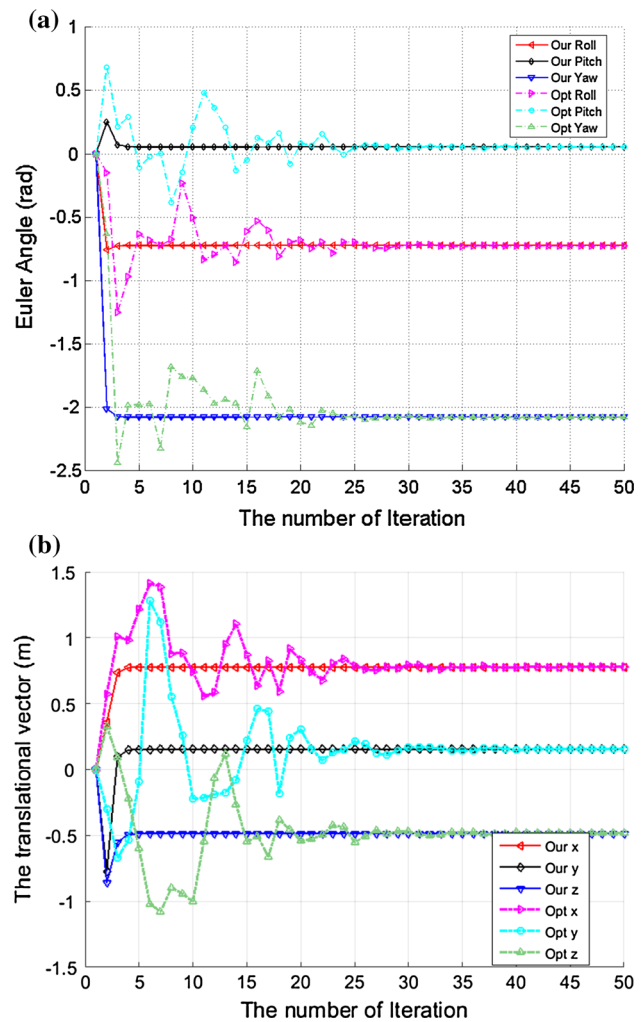 (a)
1
0.5
0
-0.5
-1
-1.5
-2
-2.5
Euler Angle (rad)
Our Roll
Our Pitch
Our Yaw
Opt Roll
Opt Pitch
Opt Yaw
0 5 10 15 20 25 30 35 40 45 50
The number of Iteration
(b)
1.5
1
0.5
0
-0.5
-1
-1.5
The translational vector (m)
Our x
Our y
Our z
Opt x
Opt y
Opt z
0 5 10 15 20 25 30 35 40 45 50
The number of Iteration